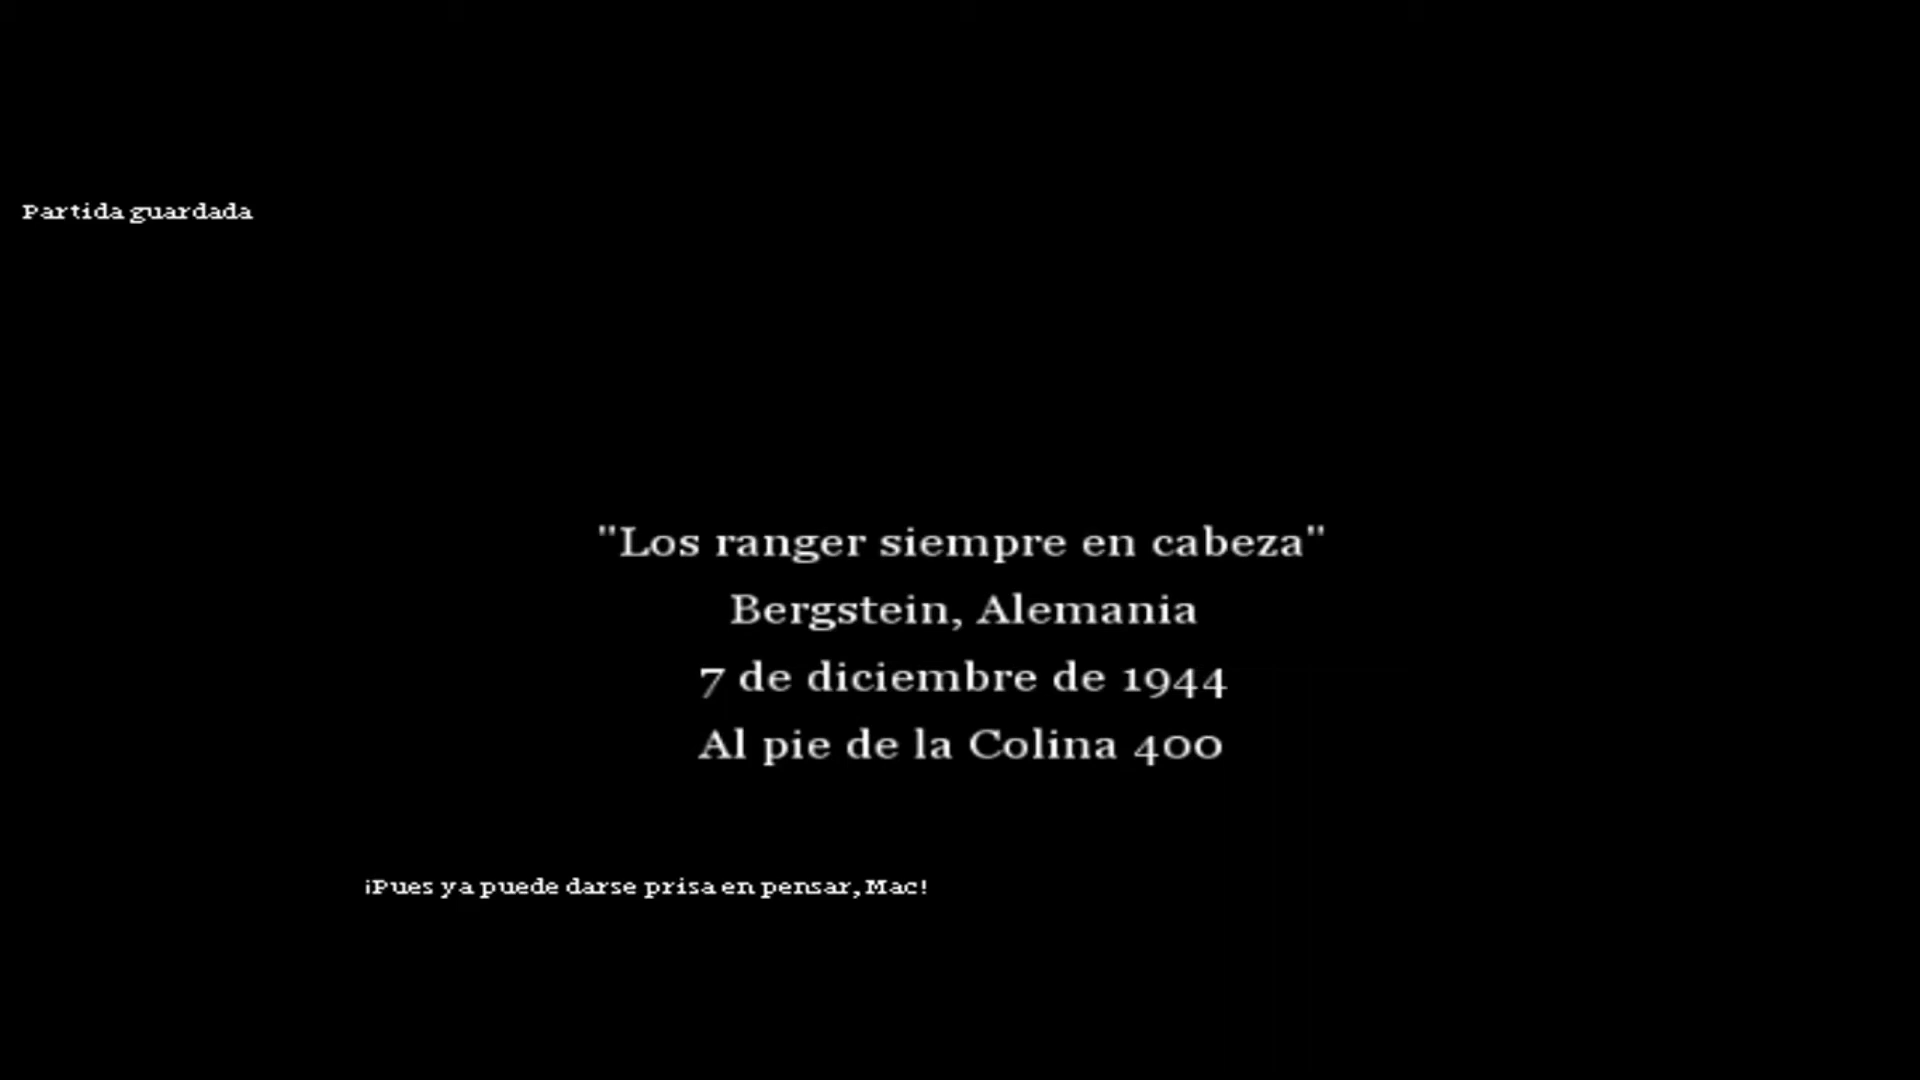 Partida guardada
"Los ranger siempre en cabeza"
Bergstein, Alemania
7 de diciembre de 1944
Al pie de la Colina 400
¡Pues ya puede darse prisa en pensar, Mac!